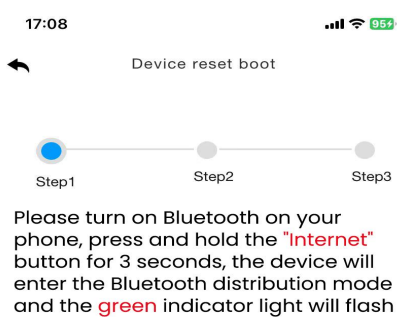 17:08
95
Device reset boot
Step1
Step2
Step3
Please turn on Bluetooth on your
phone, press and hold the "Internet"
button for 3 seconds, the device will
enter the Bluetooth distribution mode
and the green indicator light will flash